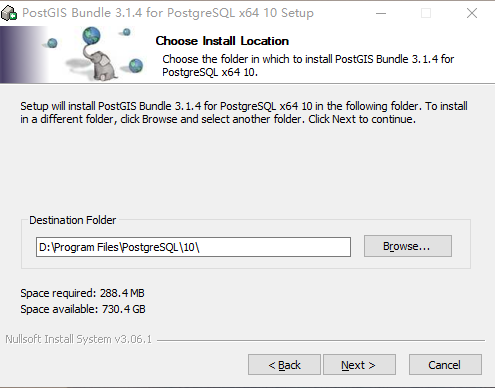 PostGIS Bundle 3.1.4 for PostgreSQL x64 10 Setup
Choose Install Location
Choose the folder in which to install PostGIS Bundle 3.1.4 for
PostgreSQL x64 10.
Setup will install PostGIS Bundle 3.1.4 for PostgreSQL x64 10 in the following folder. To install
in a different folder, click Browse and select another folder. Click Next to continue.
Destination Folder
D:\Program Files\PostgreSQL\10\
Browse...
Space required: 288.4 MB
Space available: 730.4 GB
Nullsoft Install System v3.06.1
< Back
Next >
Cancel